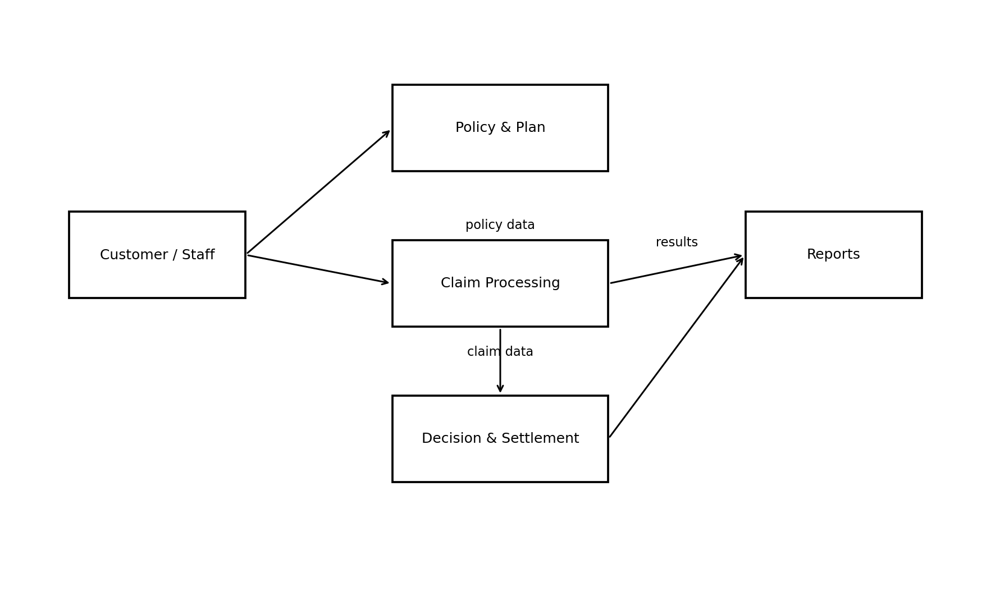 Policy & Plan
Customer / Staff
policy data
Claim Processing
results
Reports
claim data
Decision & Settlement